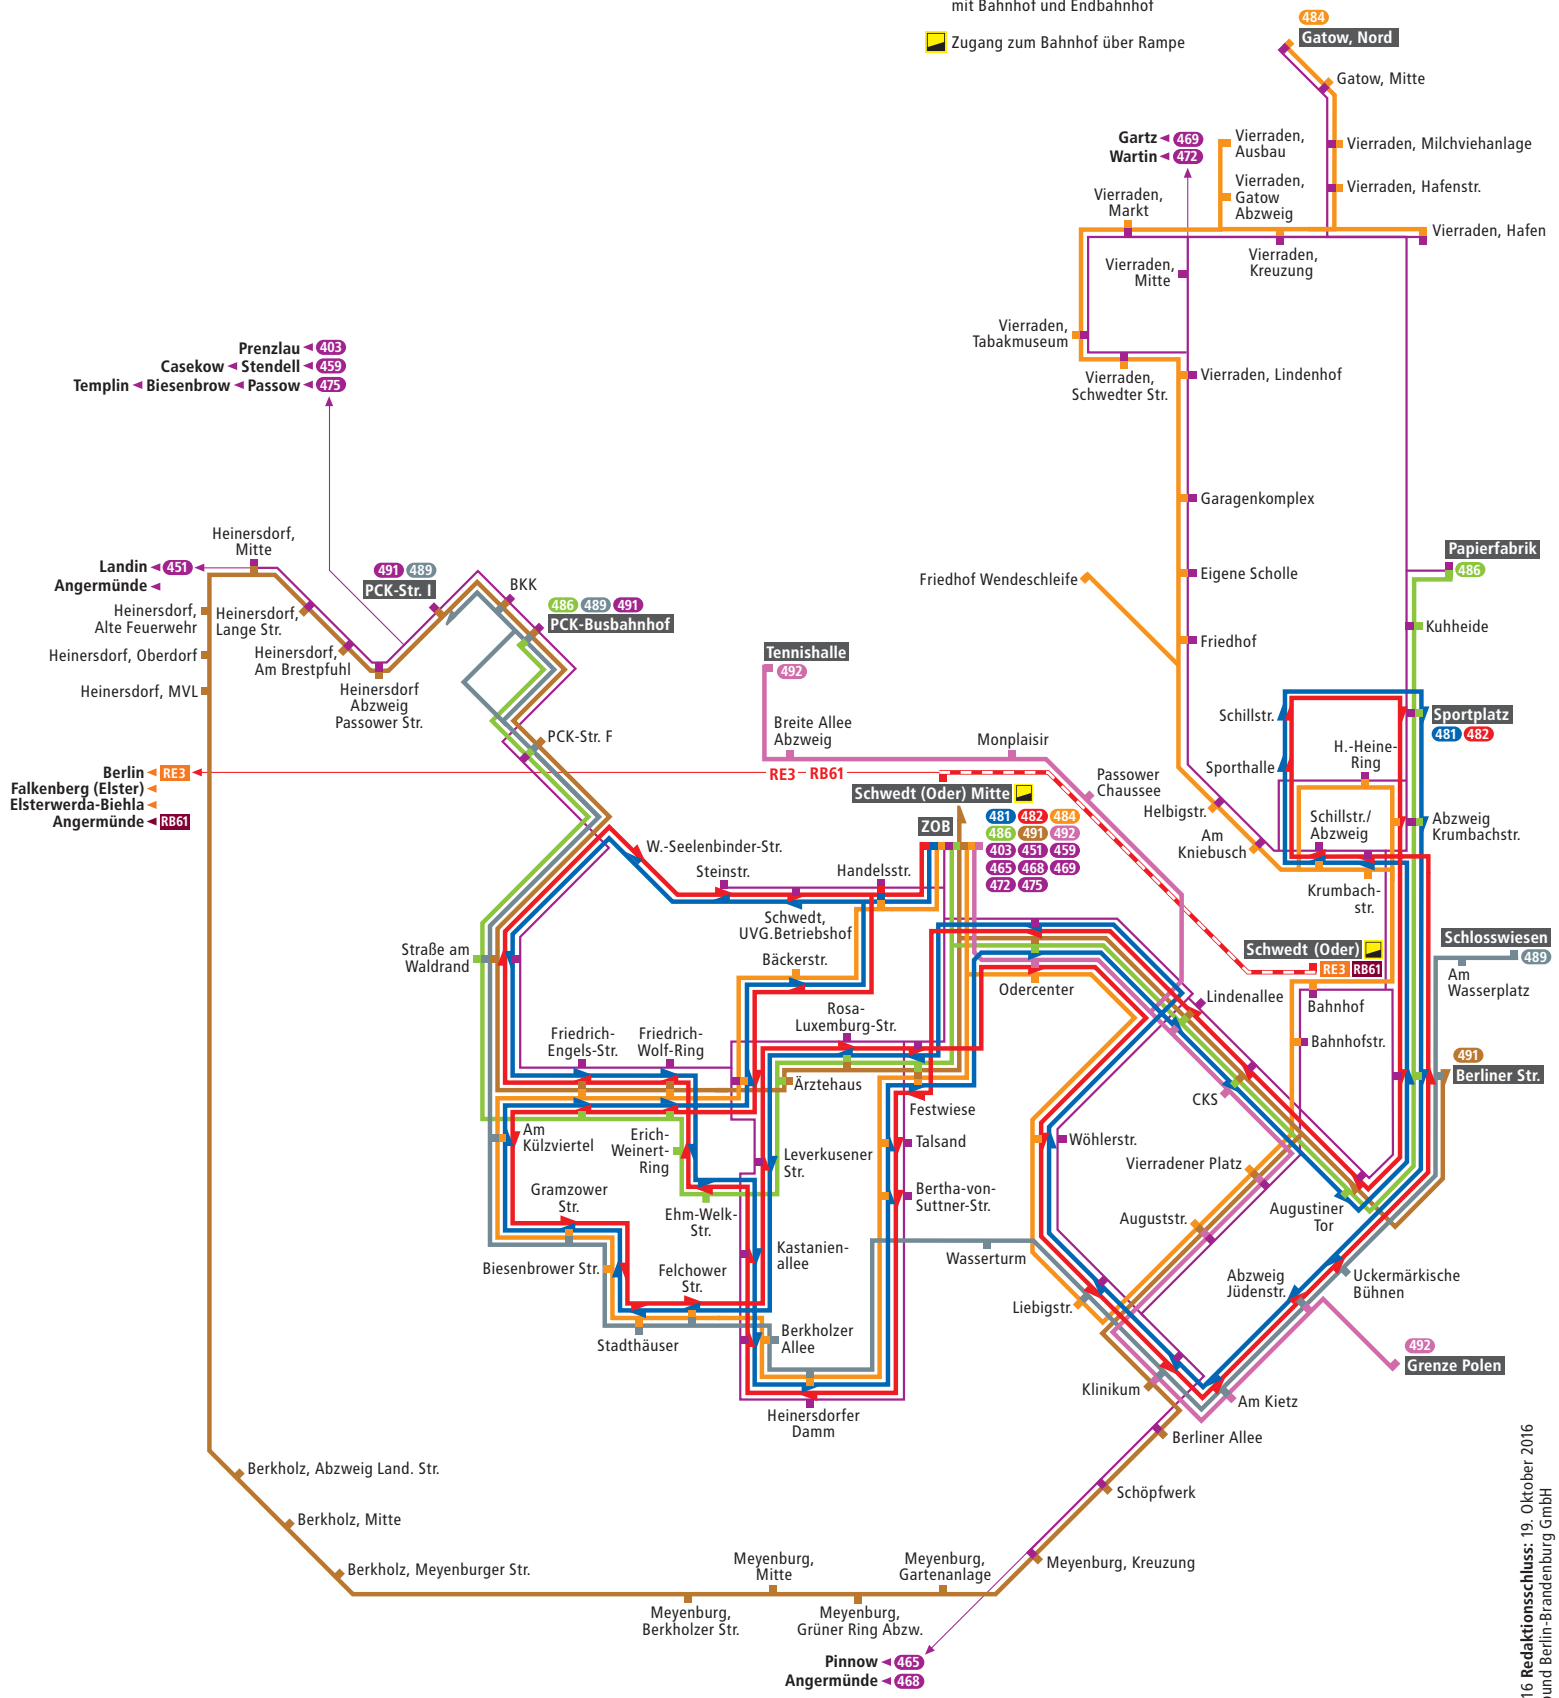 mit Bahnhof und Endbahnhof
Zugang zum Bahnhof über Rampe
484
Gatow, Nord
Gatow, Mitte
Gartz 469
Wartin 472
Vierraden,
Ausbau
Vierraden, Milchviehanlage
Vierraden,
Gatow
Abzweig
Vierraden, Hafenstr.
Vierraden,
Markt
Vierraden, Hafen
Vierraden,
Mitte
Vierraden,
Kreuzung
Vierraden,
Tabakmuseum
Vierraden,
Schwedter Str.
Vierraden, Lindenhof
Prenzlau 403
Casekow Stendell 459
Templin Biesenbrow Passow 475
Garagenkomplex
Eigene Scholle
Friedhof Wendeschleife
Friedhof
Papierfabrik
486
Kuhheide
Heinersdorf,
Mitte
Landin 451
Angermünde
491 489
PCK-Str. I
BKK
486 489 491
PCK-Busbahnhof
Heinersdorf,
Alte Feuerwehr
Heinersdorf,
Lange Str.
Heinersdorf, Oberdorf
Heinersdorf,
Am Brestpfuhl
Heinersdorf, MVL
Heinersdorf
Abzweig
Passower Str.
PCK-Str. F
Tennishalle
492
Breite Allee
Abzweig
Monplaisir
Passower
Chaussee
Schillstr.
Sportplatz
481 482
H.-Heine-
Ring
Sporthalle
Berlin RE3
Falkenberg (Elster)
Elsterwerda-Biehla
Angermünde RB61
RE3 RB61
Schwedt (Oder) Mitte
ZOB
481 482 484
486 491 492
403 451 459
465 468 469
472 475
Helbigstr.
Am
Kniebusch
Schillstr./
Abzweig
Abzweig
Krumbachstr.
Krumbach-
str.
W.-Seelenbinder-Str.
Steinstr.
Handelsstr.
Schwedt,
UVG.Betriebshof
Straße am
Waldrand
Bäckerstr.
Odercenter
Schwedt (Oder)
RE3 RB61
Schlosswiesen
489
Am
Wasserplatz
Lindenallee
Bahnhof
Bahnhofstr.
Rosa-
Luxemburg-Str.
Friedrich-
Engels-Str.
Friedrich-
Wolf-Ring
Ärztehaus
Festwiese
CKS
491
Berliner Str.
Am
Külzviertel
Erich-
Weinert-
Ring
Leverkusener
Str.
Talsand
Wöhlerstr.
Vierradener Platz
Gramzower
Str.
Ehm-Welk-
Str.
Bertha-von-
Suttner-Str.
Auguststr.
Augustiner
Tor
Biesenbrower Str.
Felchower
Str.
Kastanien-
allee
Wasserturm
Liebigstr.
Abzweig
Jüdenstr.
Uckermärkische
Bühnen
Stadthäuser
Berkholzer
Allee
492
Grenze Polen
Klinikum
Am Kietz
Heinersdorfer
Damm
Berliner Allee
Berkholz, Abzweig Land. Str.
Schöpfwerk
Berkholz, Mitte
Berkholz, Meyenburger Str.
Meyenburg,
Mitte
Meyenburg,
Gartenanlage
Meyenburg, Kreuzung
Meyenburg,
Berkholzer Str.
Meyenburg,
Grüner Ring Abzw.
Pinnow 465
Angermünde 468
16 Redaktionsschluss: 19. Oktober 2016
und Berlin-Brandenburg GmbH